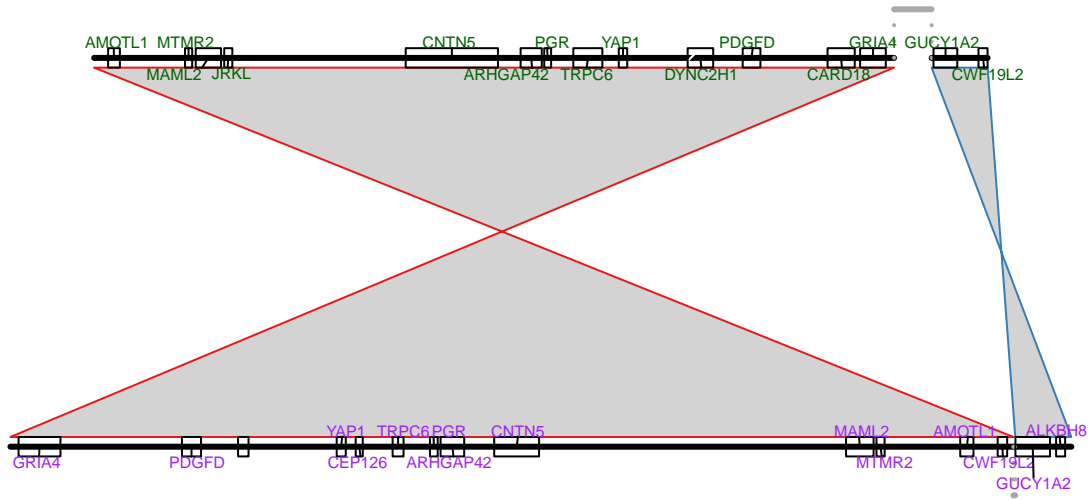 AMOTL1 MTMR2 CNTN5 PGR YAP1 PDGFD GRIA4 GUCY1A2
MAML2 JRKL ARHGAP42 TRPC6 DYNC2H1 CARD18 CWF19L2
YAP1 TRPC6 PGR CNTN5 MAML2 AMOTL1 ALKBH8
GRIA4 PDGFD CEP126 ARHGAP42 MTMR2 CWF19L2
GUCY1A2